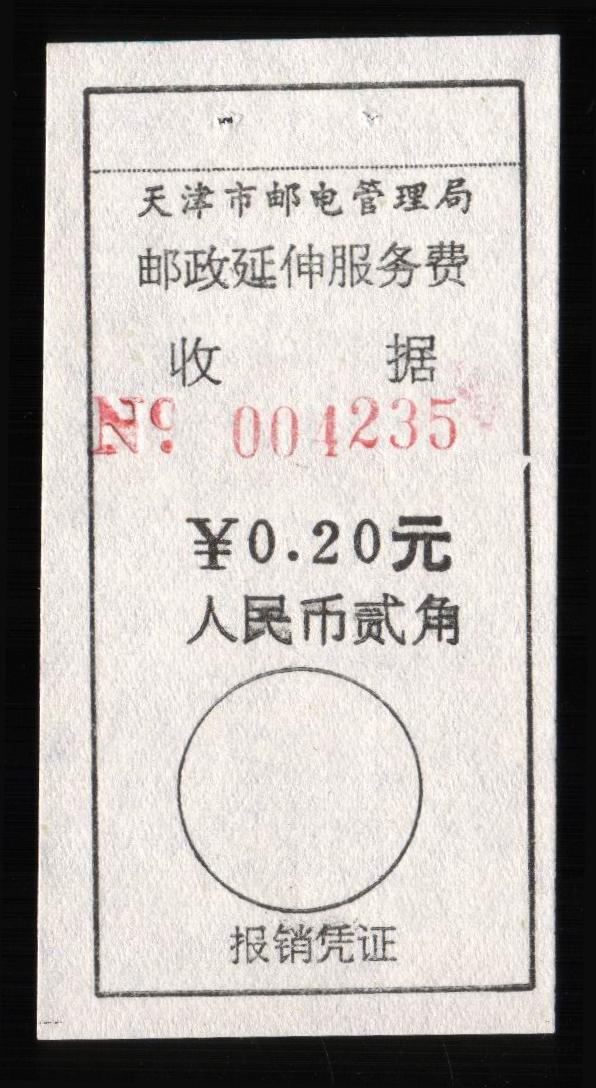 天津市邮电管理局
邮政延伸服务费
收 据
Nº 004235
¥0.20元
人民币贰角
报销凭证